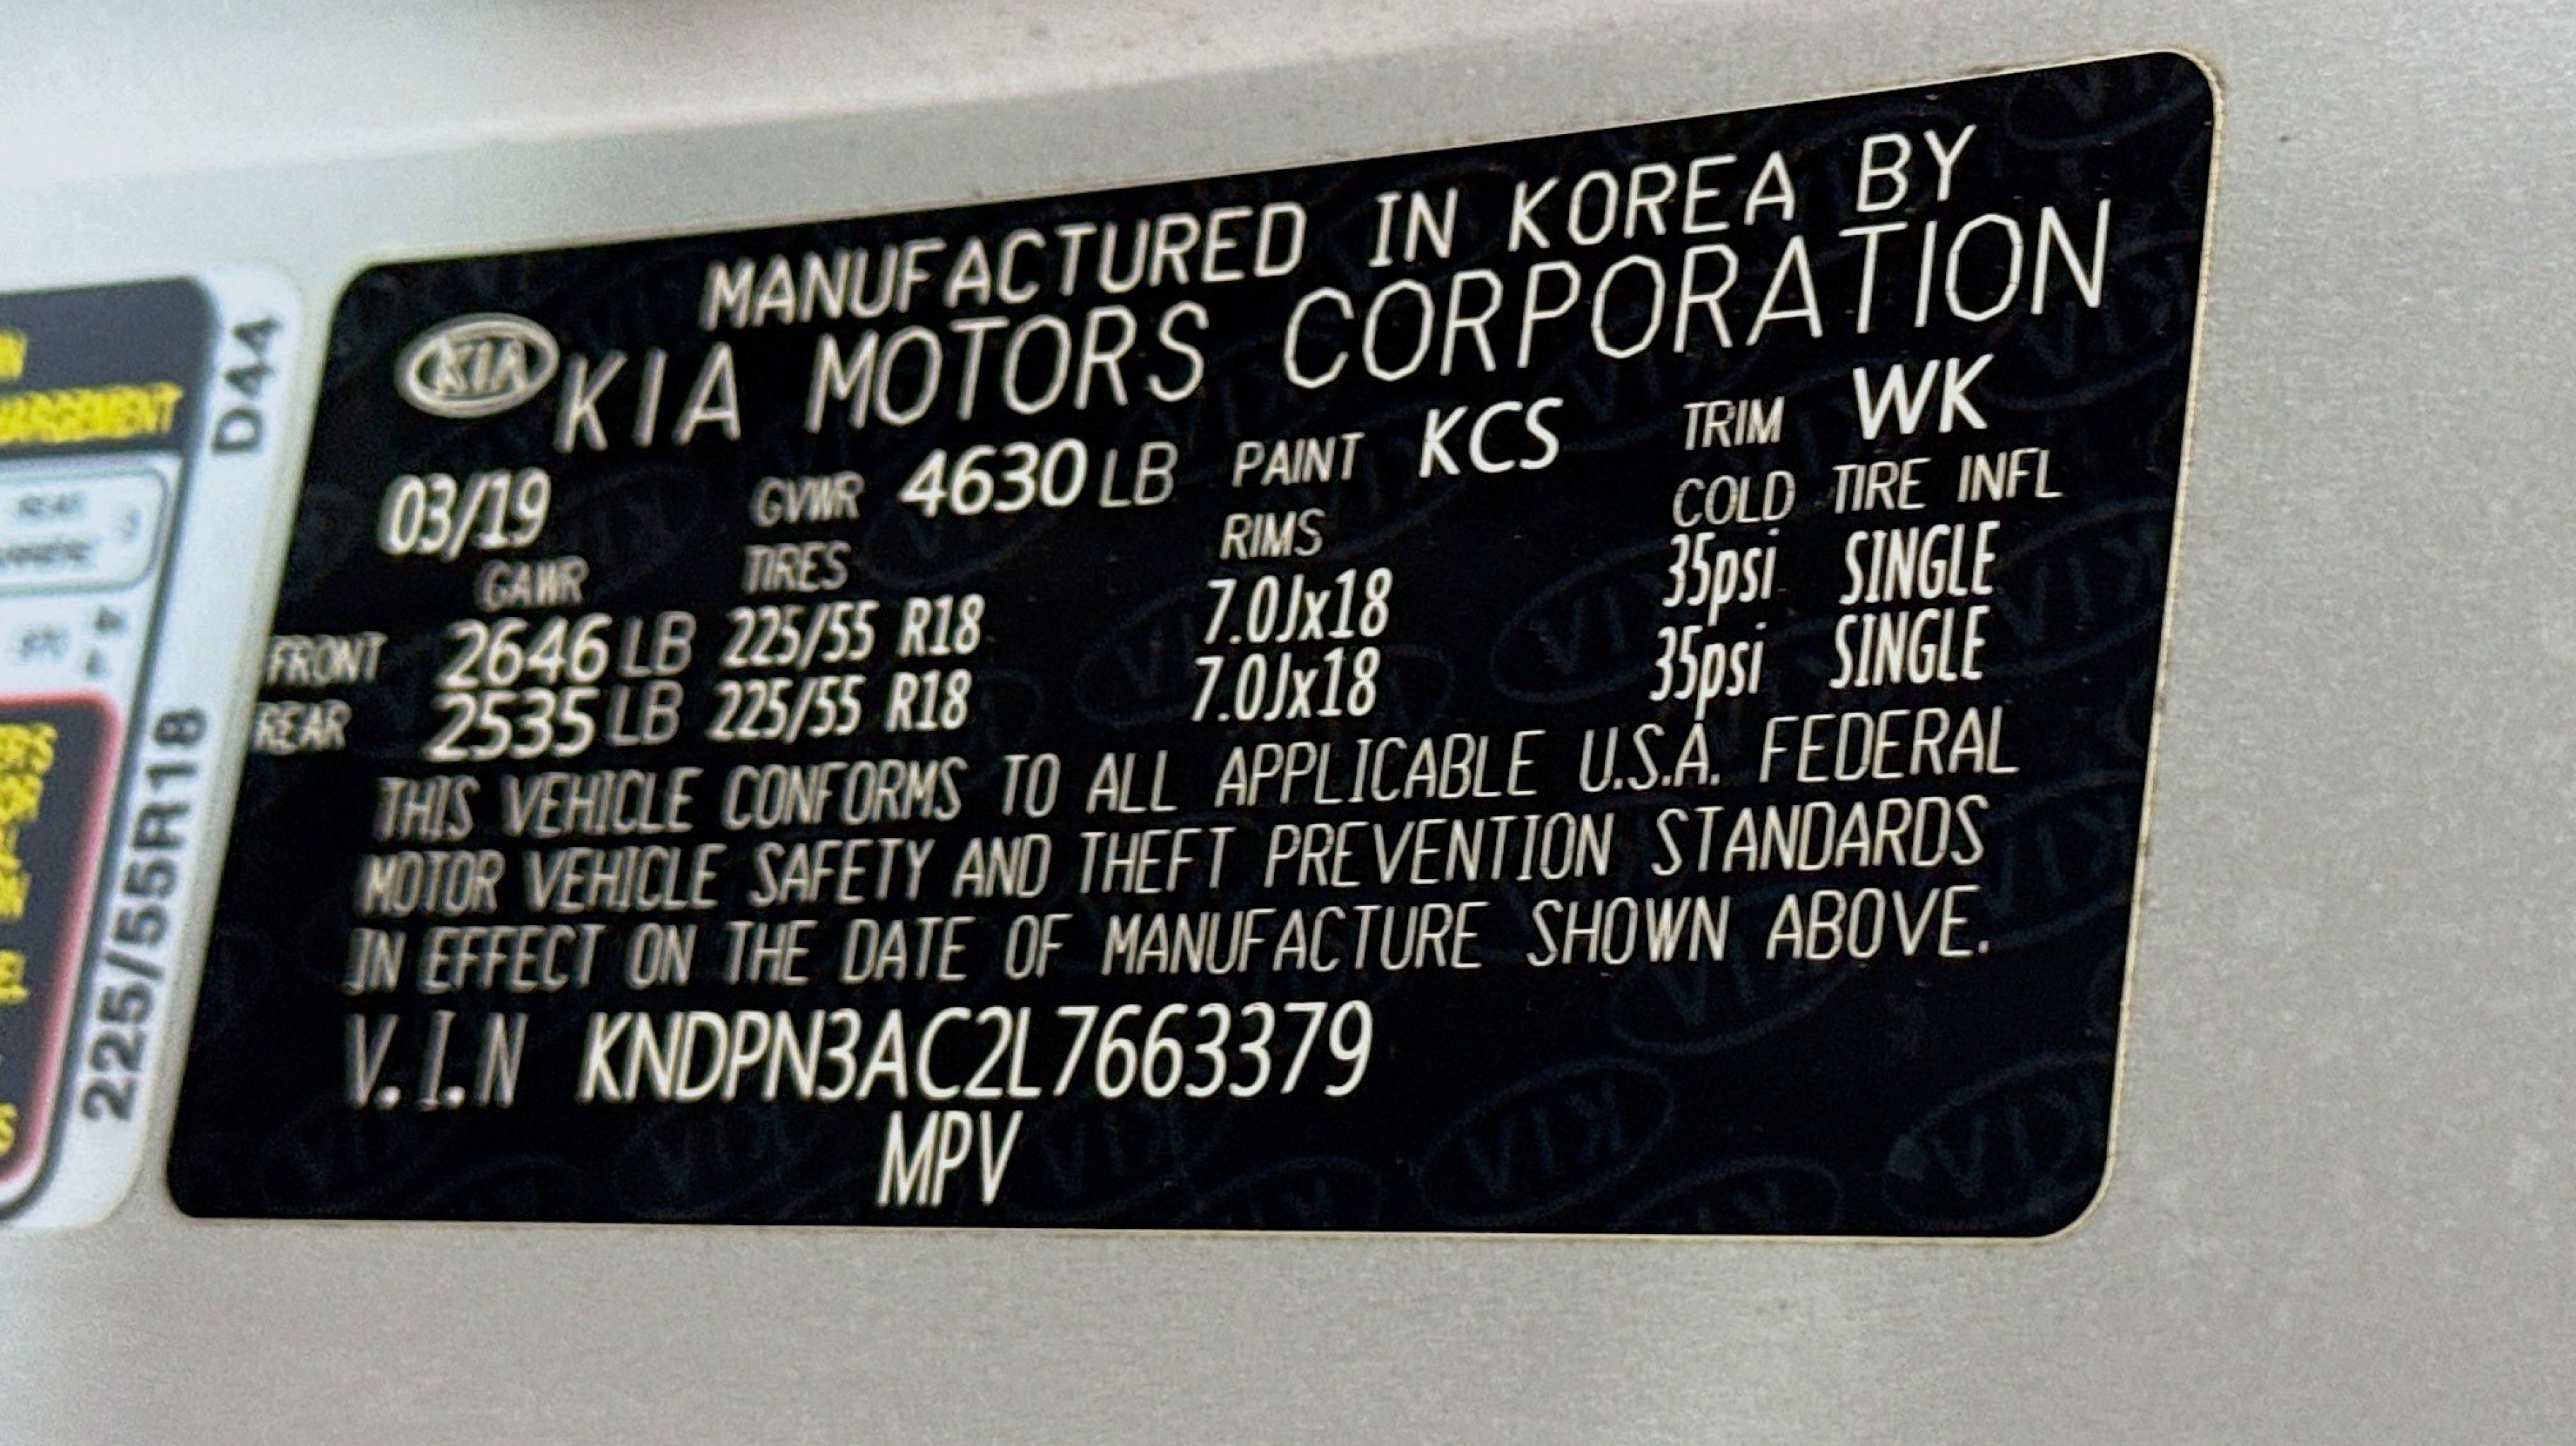 MANUFACTURED IN KOREA BY
KIA KIA MOTORS CORPORATION
03/19 GVWR 4630 LB PAINT KCS TRIM WK
GAWR TIRES RIMS COLD TIRE INFL
FRONT 2646 LB 225/55 R18 7.0Jx18 35psi SINGLE
REAR 2535 LB 225/55 R18 7.0Jx18 35psi SINGLE
THIS VEHICLE CONFORMS TO ALL APPLICABLE U.S.A. FEDERAL
MOTOR VEHICLE SAFETY AND THEFT PREVENTION STANDARDS
IN EFFECT ON THE DATE OF MANUFACTURE SHOWN ABOVE.
V.I.N KNDPN3AC2L7663379
MPV
225/55R18 D44